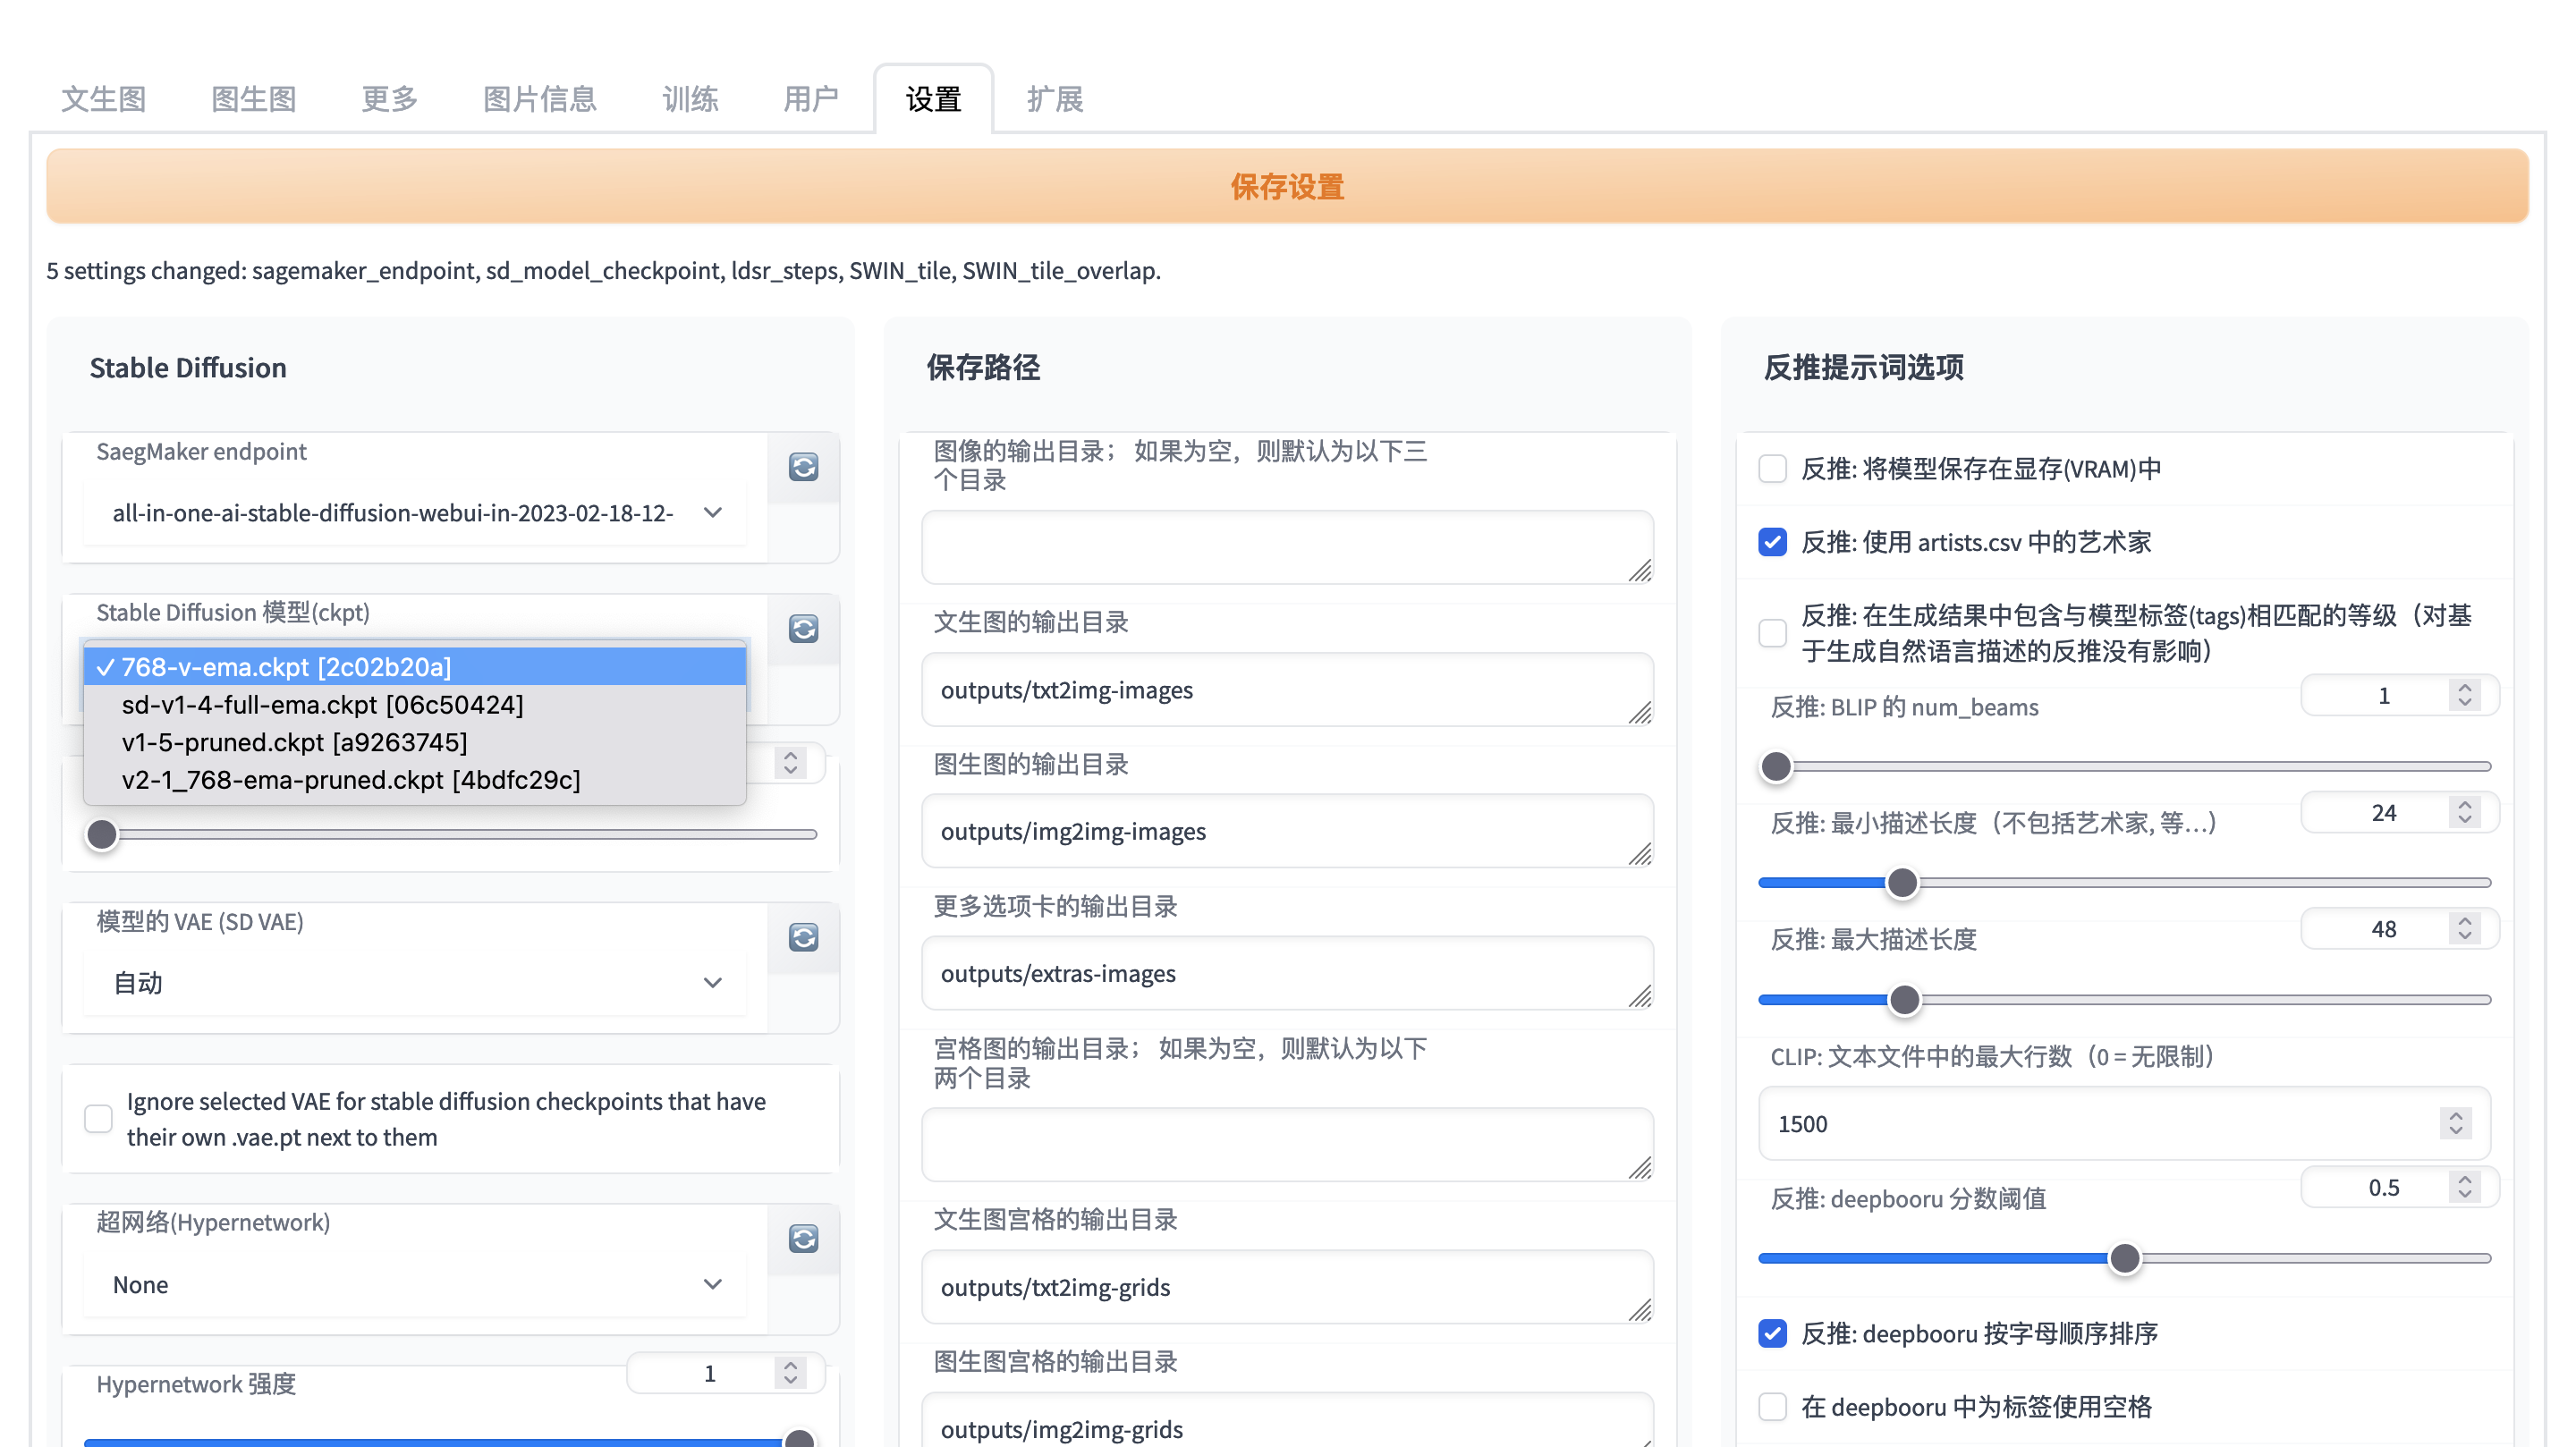 文生图
图生图
更多
图片信息
训练
用户
设置
扩展
保存设置
5 settings changed: sagemaker_endpoint, sd_model_checkpoint, ldsr_steps, SWIN_tile, SWIN_tile_overlap.
Stable Diffusion
SaegMaker endpoint
all-in-one-ai-stable-diffusion-webui-in-2023-02-18-12-
Stable Diffusion 模型(ckpt)
✓ 768-v-ema.ckpt [2c02b20a]
sd-v1-4-full-ema.ckpt [06c50424]
v1-5-pruned.ckpt [a9263745]
v2-1_768-ema-pruned.ckpt [4bdfc29c]
模型的 VAE (SD VAE)
自动
Ignore selected VAE for stable diffusion checkpoints that have
their own .vae.pt next to them
超网络(Hypernetwork)
None
Hypernetwork 强度
1
保存路径
图像的输出目录； 如果为空，则默认为以下三
个目录
文生图的输出目录
outputs/txt2img-images
图生图的输出目录
outputs/img2img-images
更多选项卡的输出目录
outputs/extras-images
宫格图的输出目录； 如果为空，则默认为以下
两个目录
文生图宫格的输出目录
outputs/txt2img-grids
图生图宫格的输出目录
outputs/img2img-grids
反推提示词选项
反推: 将模型保存在显存(VRAM)中
反推: 使用 artists.csv 中的艺术家
反推: 在生成结果中包含与模型标签(tags)相匹配的等级（对基
于生成自然语言描述的反推没有影响）
反推: BLIP 的 num_beams
1
反推: 最小描述长度（不包括艺术家, 等…）
24
反推: 最大描述长度
48
CLIP: 文本文件中的最大行数（0 = 无限制）
1500
反推: deepbooru 分数阈值
0.5
反推: deepbooru 按字母顺序排序
在 deepbooru 中为标签使用空格